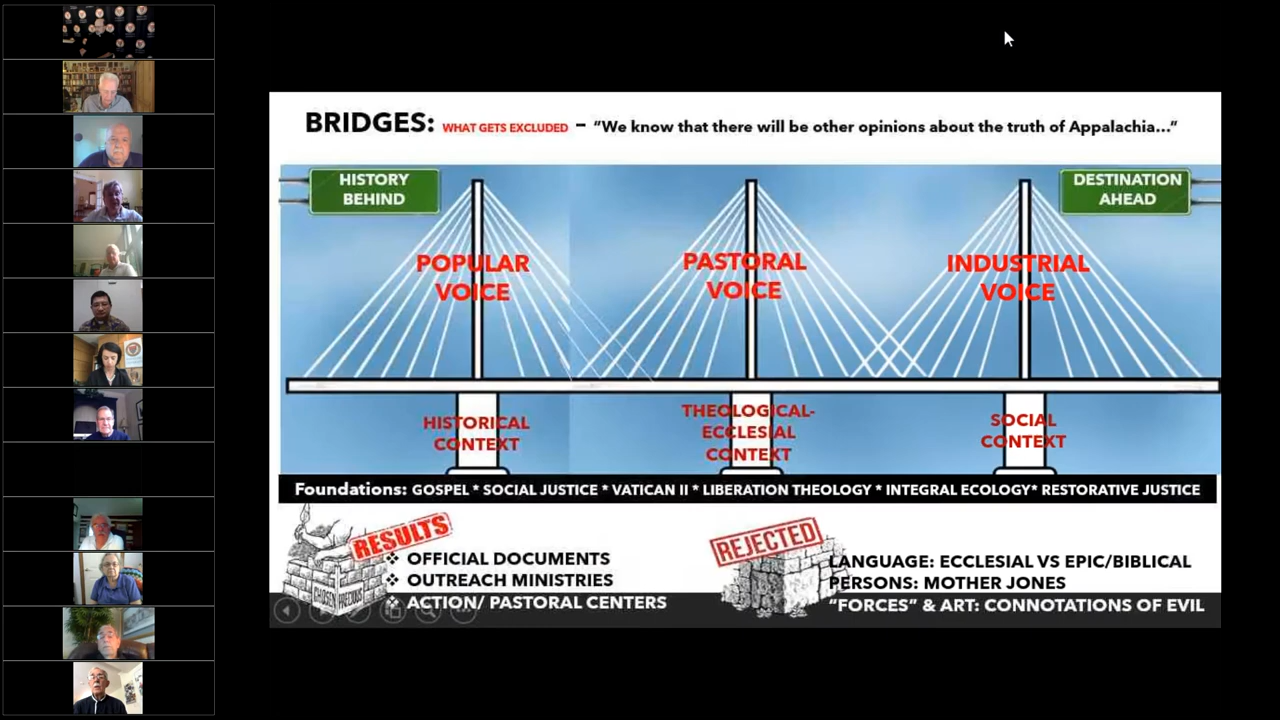 BRIDGES: WHAT GETS EXCLUDED – “We know that there will be other opinions about the truth of Appalachia...”
HISTORY
BEHIND
DESTINATION
AHEAD
POPULAR
VOICE
PASTORAL
VOICE
INDUSTRIAL
VOICE
HISTORICAL
CONTEXT
THEOLOGICAL-
ECCLESIAL
CONTEXT
SOCIAL
CONTEXT
Foundations: GOSPEL * SOCIAL JUSTICE * VATICAN II * LIBERATION THEOLOGY * INTEGRAL ECOLOGY* RESTORATIVE JUSTICE
RESULTS
CHOSEN PRECIOUS
❖ OFFICIAL DOCUMENTS
❖ OUTREACH MINISTRIES
❖ ACTION/ PASTORAL CENTERS
REJECTED
LANGUAGE: ECCLESIAL VS EPIC/BIBLICAL
PERSONS: MOTHER JONES
“FORCES” & ART: CONNOTATIONS OF EVIL